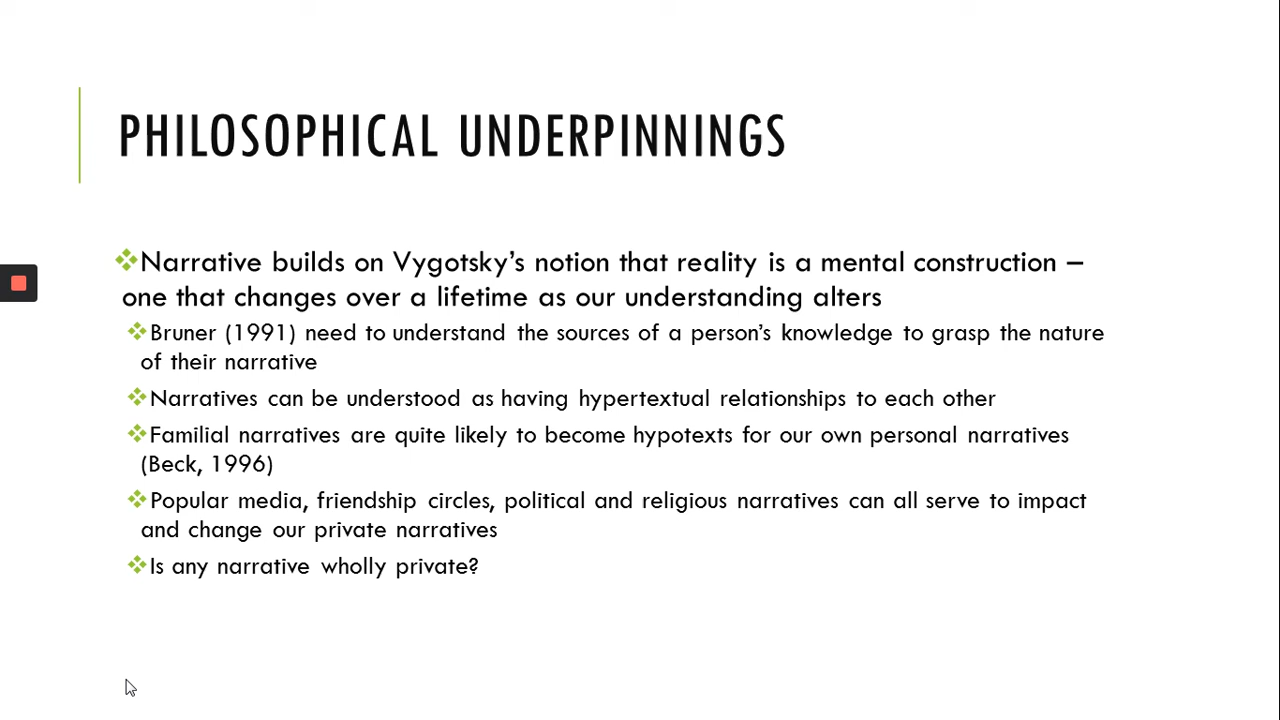 PHILOSOPHICAL UNDERPINNINGS
Narrative builds on Vygotsky’s notion that reality is a mental construction –
one that changes over a lifetime as our understanding alters
Bruner (1991) need to understand the sources of a person’s knowledge to grasp the nature
of their narrative
Narratives can be understood as having hypertextual relationships to each other
Familial narratives are quite likely to become hypotexts for our own personal narratives
(Beck, 1996)
Popular media, friendship circles, political and religious narratives can all serve to impact
and change our private narratives
Is any narrative wholly private?